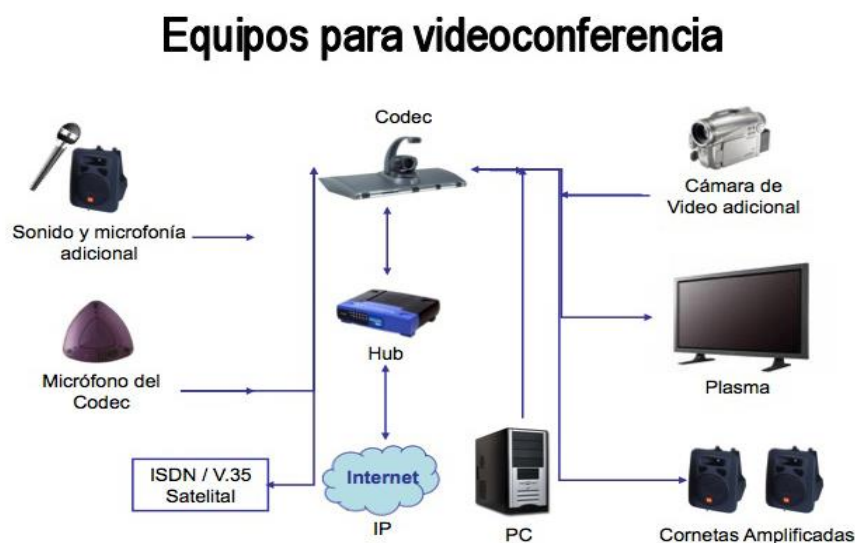 Equipos para videoconferencia
Codec
Sonido y microfonía
adicional
Cámara de
Video adicional
Hub
Micrófono del
Codec
Plasma
ISDN / V.35
Satelital
Internet
IP
PC
Cornetas Amplificadas